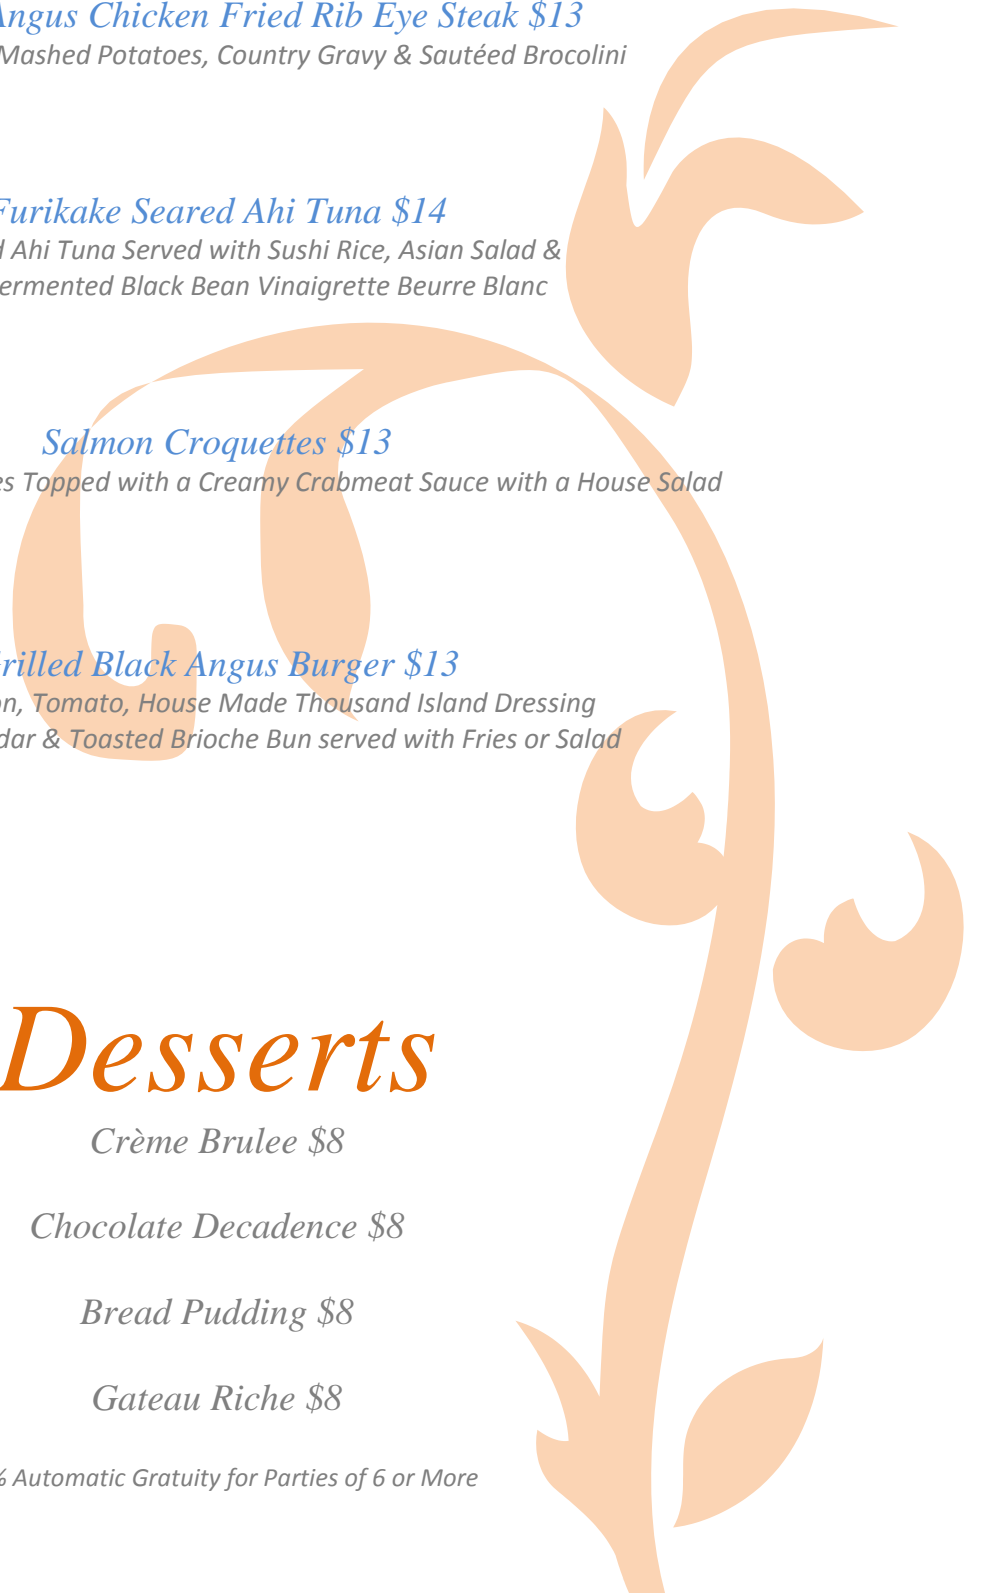 Angus Chicken Fried Rib Eye Steak $13
Mashed Potatoes, Country Gravy & Sautéed Brocolini
Furikake Seared Ahi Tuna $14
Ahi Tuna Served with Sushi Rice, Asian Salad &
ermented Black Bean Vinaigrette Beurre Blanc
Salmon Croquettes $13
es Topped with a Creamy Crabmeat Sauce with a House Salad
rilled Black Angus Burger $13
on, Tomato, House Made Thousand Island Dressing
dar & Toasted Brioche Bun served with Fries or Salad
Desserts
Crème Brulee $8
Chocolate Decadence $8
Bread Pudding $8
Gateau Riche $8
% Automatic Gratuity for Parties of 6 or More